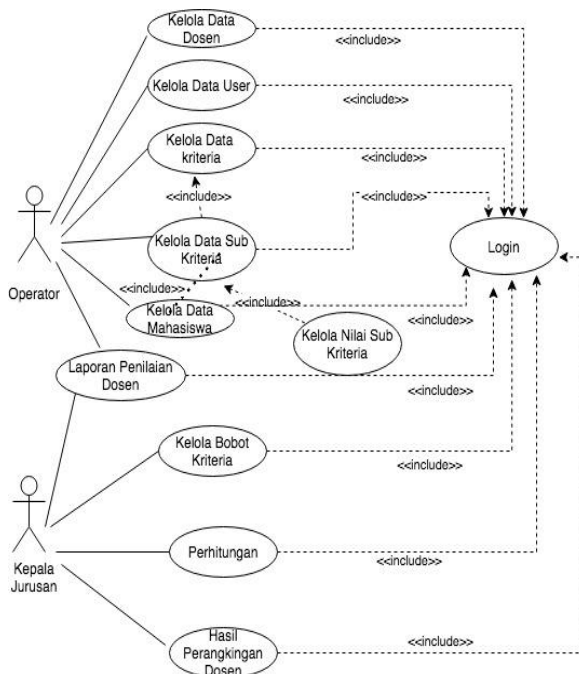 Kelola Data
Dosen
<<include>>
Kelola Data User
<<include>>
Kelola Data
kriteria
<<include>>
<<include>>
<<include>>
Operator
Kelola Data Sub
Kriteria
Login
<<include>>
Kelola Data
Mahasiswa
<<include>>
Kelola Nilai Sub
Kriteria
Laporan Penilaian
Dosen
<<include>>
Kelola Bobot
Kriteria
<<include>>
Kepala
Jurusan
Perhitungan
<<include>>
Hasil
Perangkingan
Dosen
<<include>>